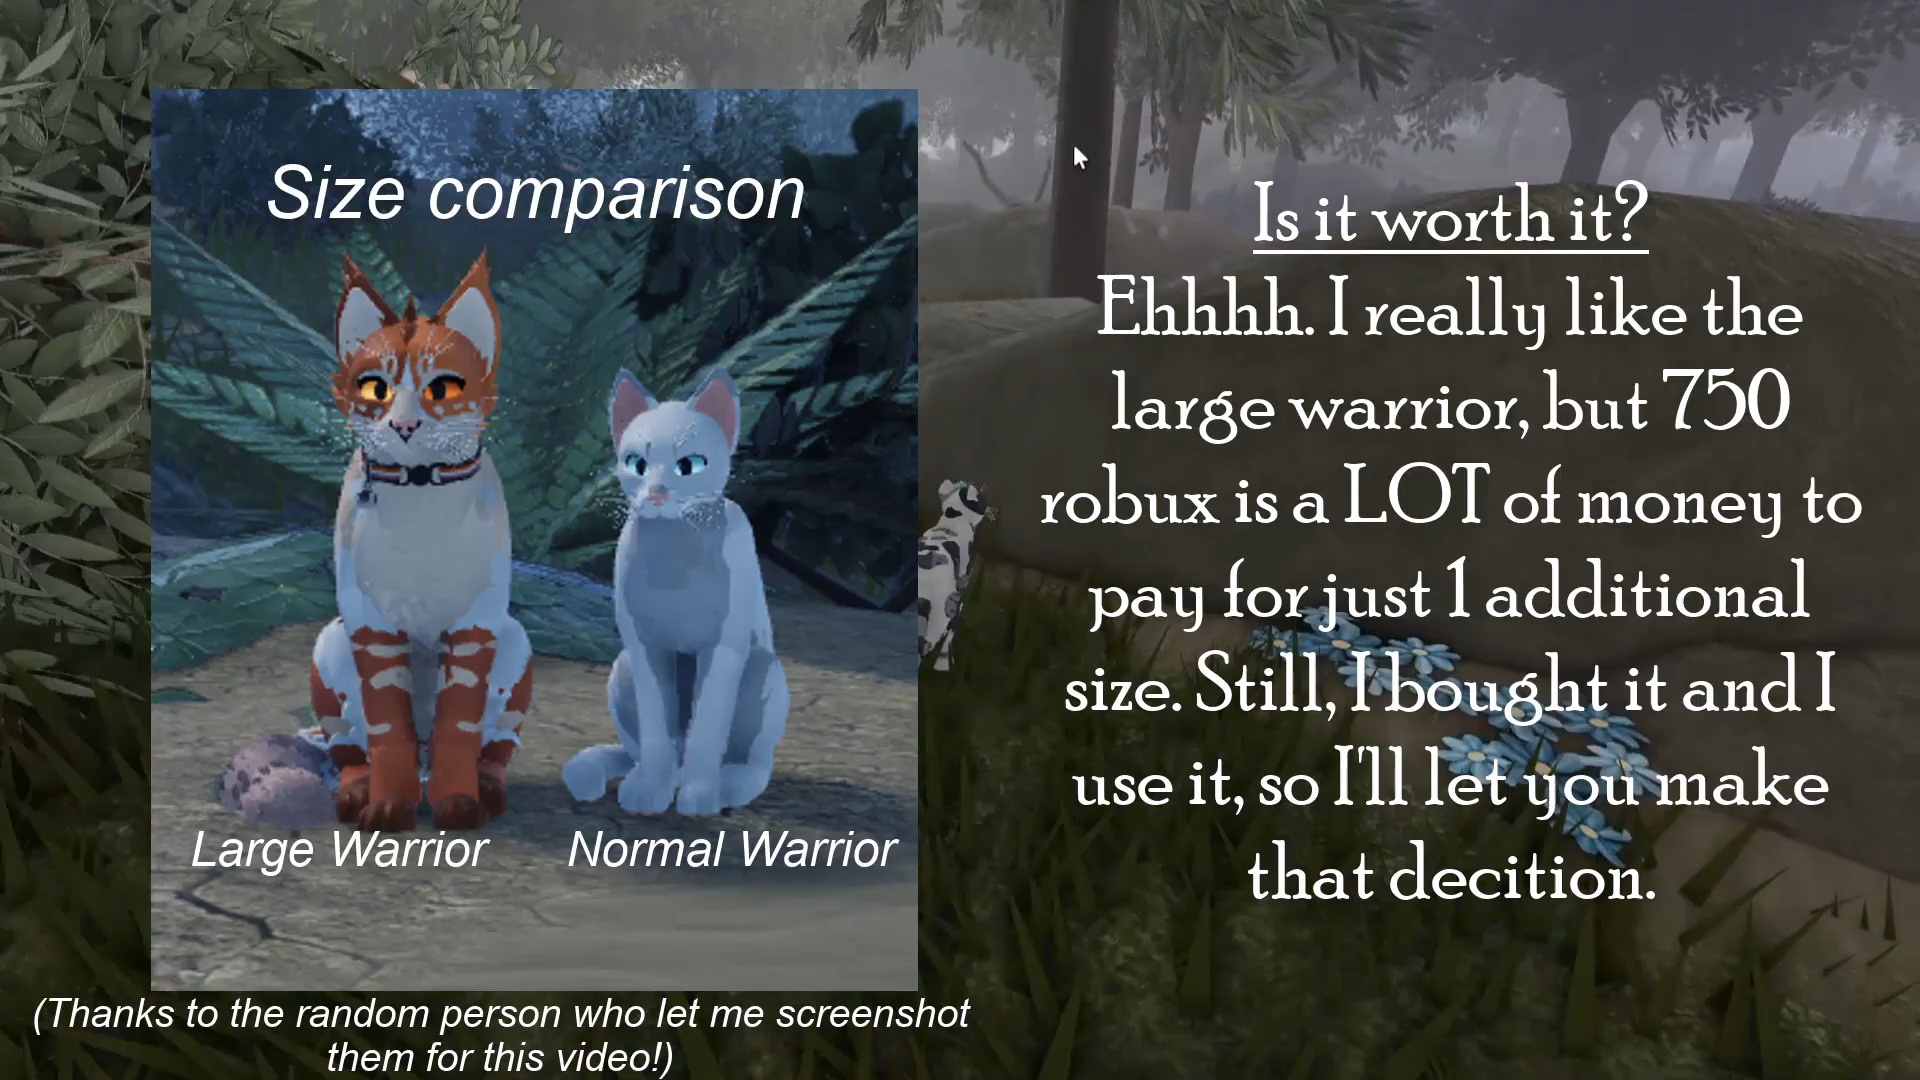 Size comparison
Large Warrior
Normal Warrior
(Thanks to the random person who let me screenshot
them for this video!)
Is it worth it?
Ehhhh. I really like the
large warrior, but 750
robux is a LOT of money to
pay for just 1 additional
size. Still, I bought it and I
use it, so I'll let you make
that decition.